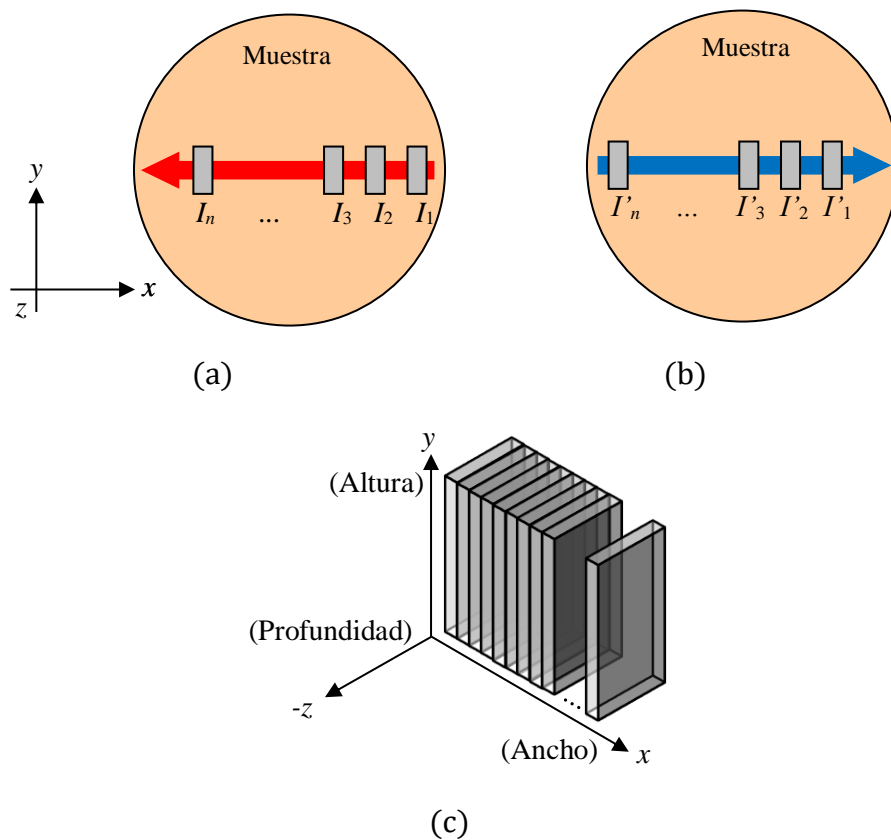 Muestra
Muestra
y
I_n ... I_3 I_2 I_1
I'_n ... I'_3 I'_2 I'_1
z x
(a) (b)
y
(Altura)
(Profundidad)
-z
...
(Ancho) x
(c)